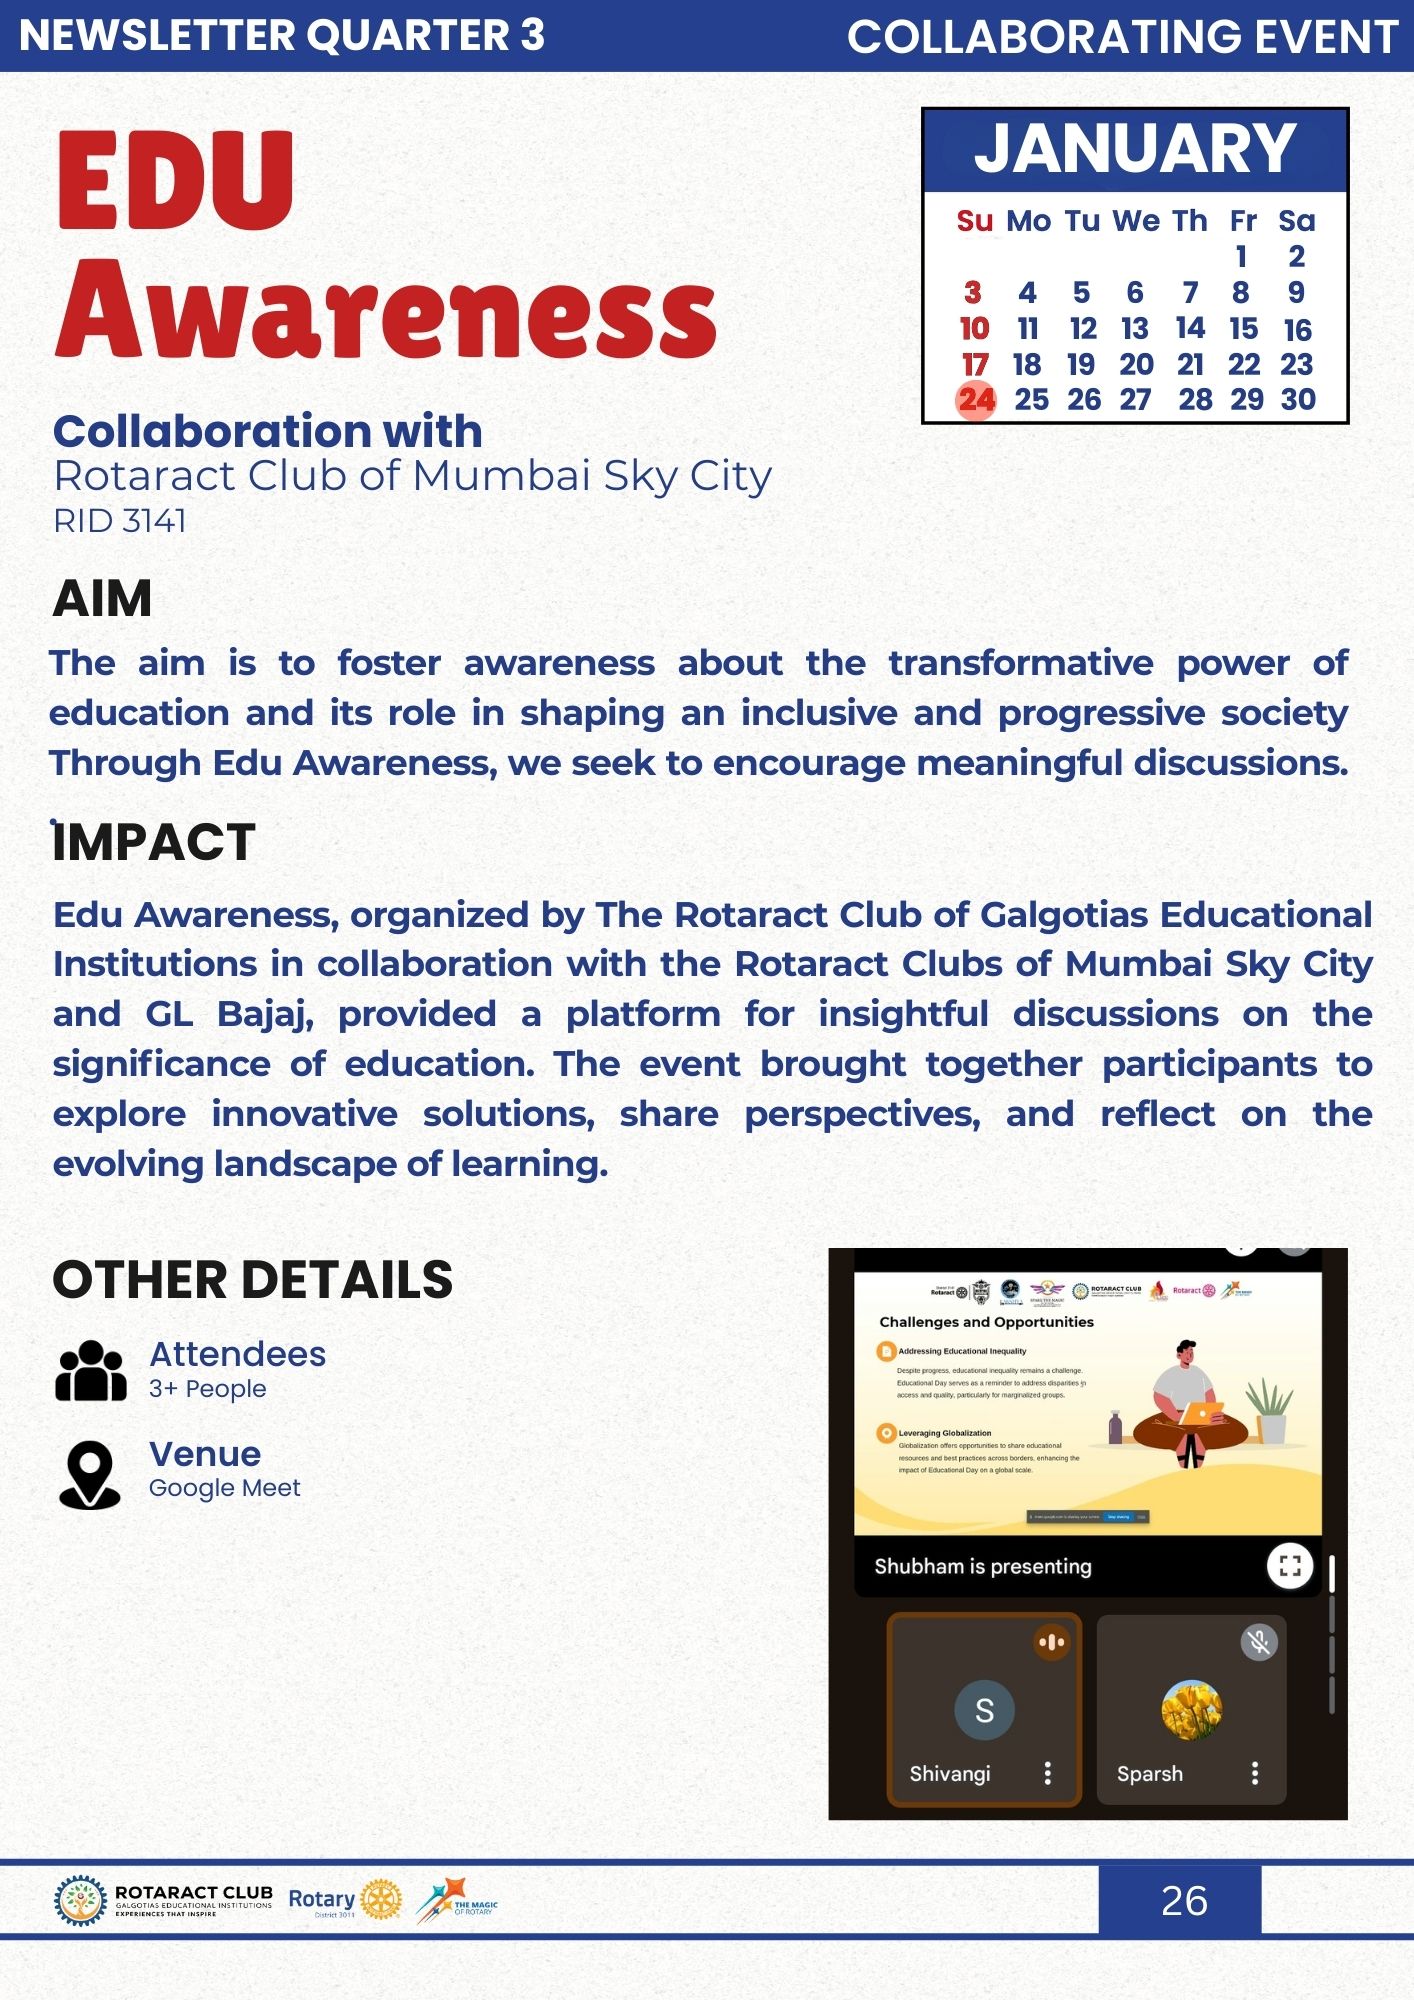 NEWSLETTER QUARTER 3
COLLABORATING EVENT
EDU
Awareness
JANUARY
Su Mo Tu We Th Fr Sa
1 2
3 4 5 6 7 8 9
10 11 12 13 14 15 16
17 18 19 20 21 22 23
24 25 26 27 28 29 30
Collaboration with
Rotaract Club of Mumbai Sky City
RID 3141
AIM
The aim is to foster awareness about the transformative power of
education and its role in shaping an inclusive and progressive society
Through Edu Awareness, we seek to encourage meaningful discussions.
IMPACT
Edu Awareness, organized by The Rotaract Club of Galgotias Educational
Institutions in collaboration with the Rotaract Clubs of Mumbai Sky City
and GL Bajaj, provided a platform for insightful discussions on the
significance of education. The event brought together participants to
explore innovative solutions, share perspectives, and reflect on the
evolving landscape of learning.
OTHER DETAILS
Attendees
3+ People
Venue
Google Meet
Rotaract
ROTARACT CLUB
Rotaract
THE MAGIC
Challenges and Opportunities
Addressing Educational Inequality
Despite progress, educational inequality remains a challenge.
Educational Day serves as a reminder to address disparities in
access and quality, particularly for marginalized groups.
Leveraging Globalization
Globalization offers opportunities to share educational
resources and best practices across borders, enhancing the
impact of Educational Day on a global scale.
Stop sharing
Shubham is presenting
S
Shivangi
Sparsh
ROTARACT CLUB
GALGOTIAS EDUCATIONAL INSTITUTIONS
EXPERIENCES THAT INSPIRE
Rotary
District 3011
THE MAGIC
OF ROTARY
26